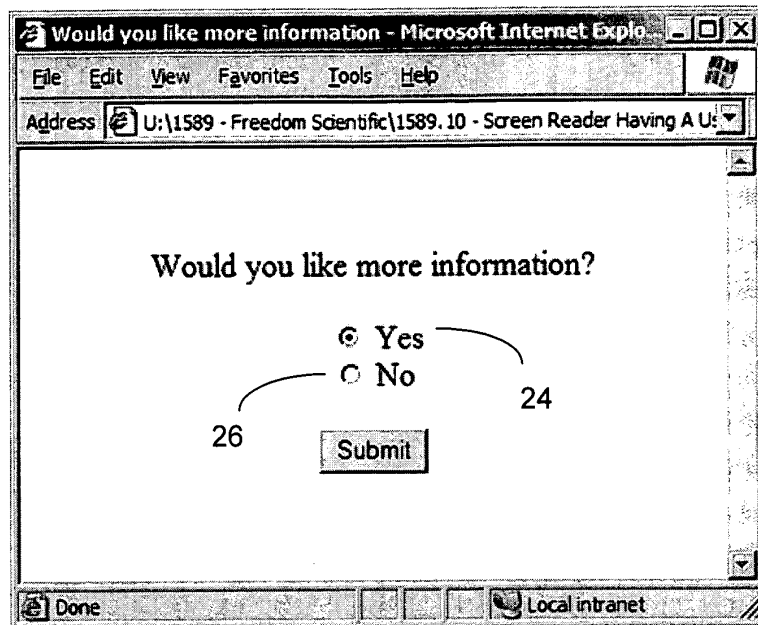 Would you like more information - Microsoft Internet Explo...
File Edit View Favorites Tools Help
Address U:\1589 - Freedom Scientific\1589.10 - Screen Reader Having A Us
Would you like more information?
Yes
No
24
26
Submit
Done Local intranet